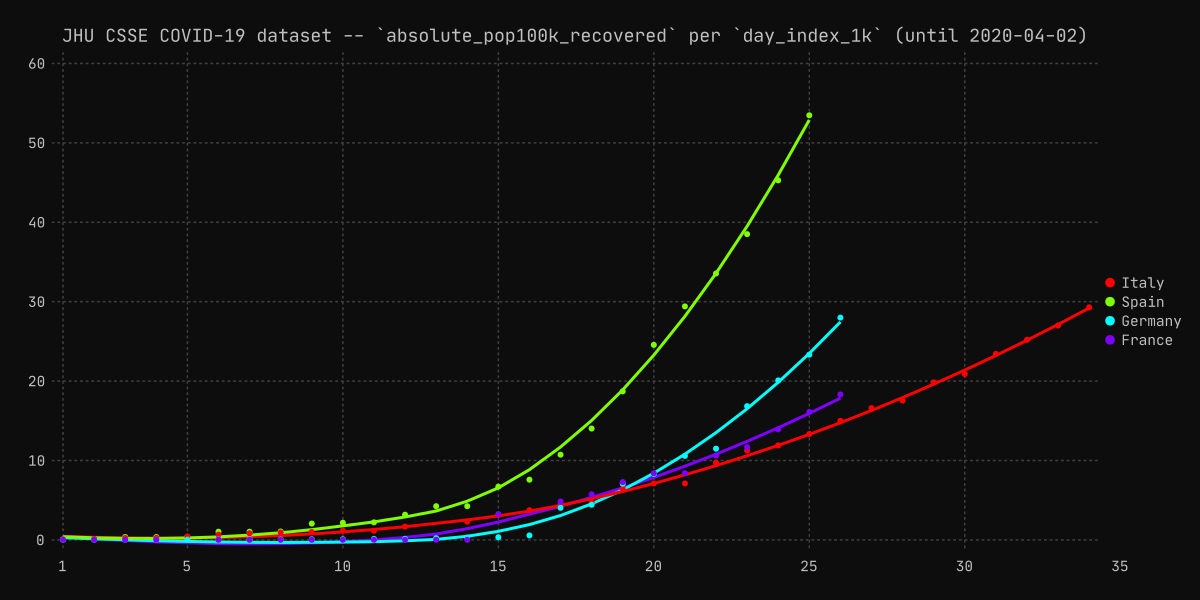 JHU CSSE COVID-19 dataset -- `absolute_pop100k_recovered` per `day_index_1k` (until 2020-04-02)
60
50
40
30
20
10
0
1 5 10 15 20 25 30 35
Italy
Spain
Germany
France